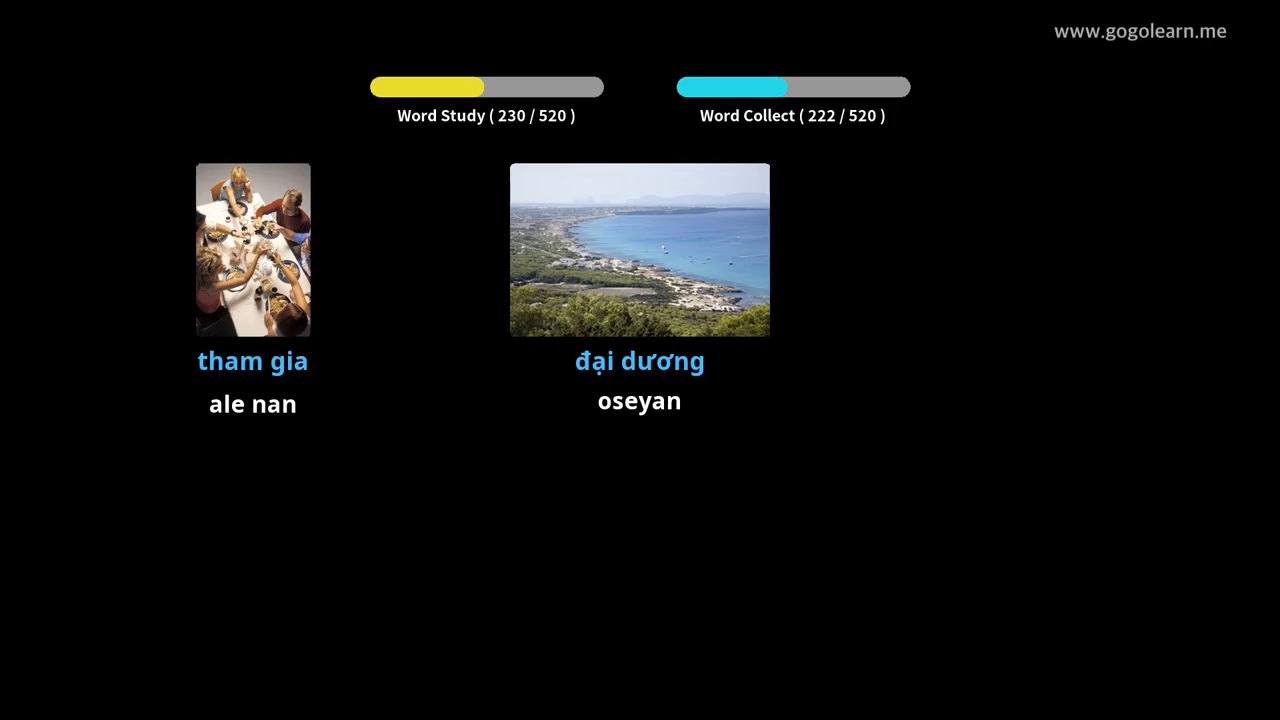 www.gogolearn.me
Word Study ( 230 / 520 )
Word Collect ( 222 / 520 )
tham gia
ale nan
đại dương
oseyan